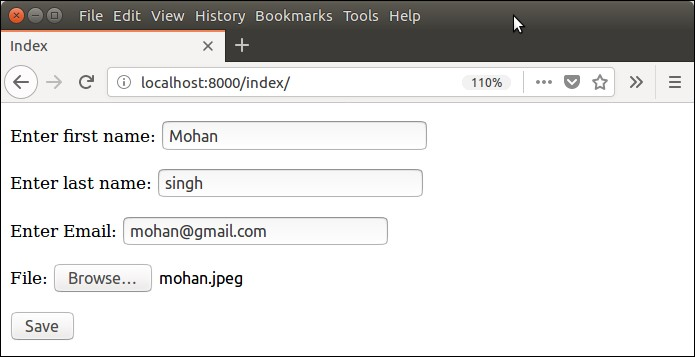 File Edit View History Bookmarks Tools Help
Index
localhost:8000/index/ 110%
Enter first name: Mohan
Enter last name: singh
Enter Email: mohan@gmail.com
File: Browse... mohan.jpeg
Save